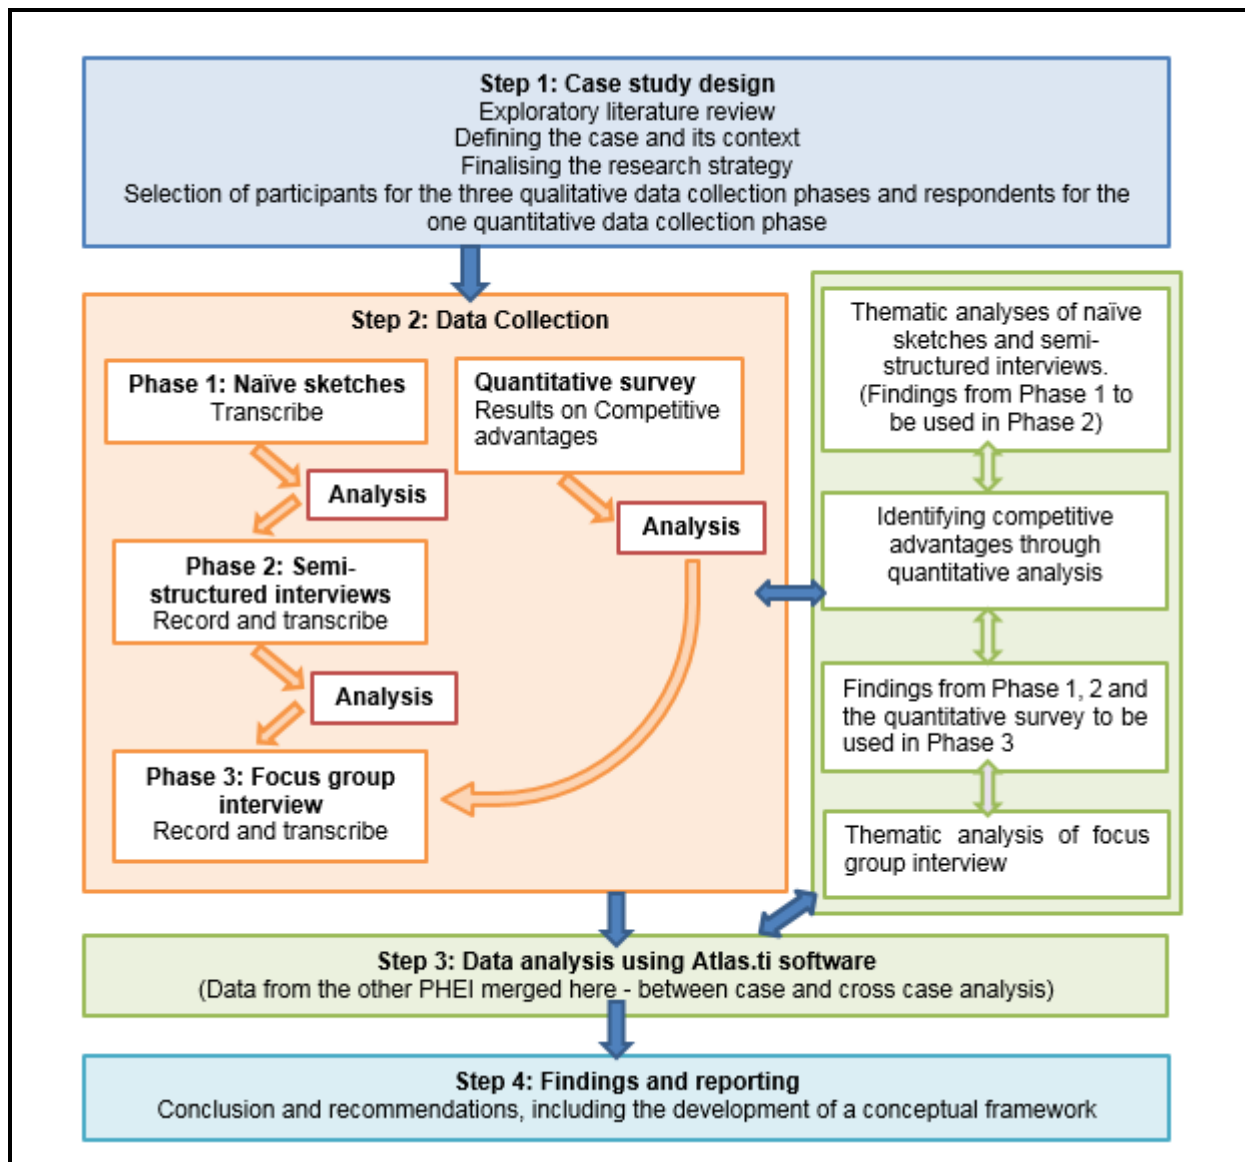 Step 1: Case study design
Exploratory literature review
Defining the case and its context
Finalising the research strategy
Selection of participants for the three qualitative data collection phases and respondents for the
one quantitative data collection phase
Step 2: Data Collection
Phase 1: Naïve sketches
Transcribe
Quantitative survey
Results on Competitive
advantages
Analysis
Analysis
Phase 2: Semi-
structured interviews
Record and transcribe
Analysis
Phase 3: Focus group
interview
Record and transcribe
Thematic analyses of naïve
sketches and semi-
structured interviews.
(Findings from Phase 1 to
be used in Phase 2)
Identifying competitive
advantages through
quantitative analysis
Findings from Phase 1, 2 and
the quantitative survey to be
used in Phase 3
Thematic analysis of focus
group interview
Step 3: Data analysis using Atlas.ti software
(Data from the other PHEI merged here - between case and cross case analysis)
Step 4: Findings and reporting
Conclusion and recommendations, including the development of a conceptual framework